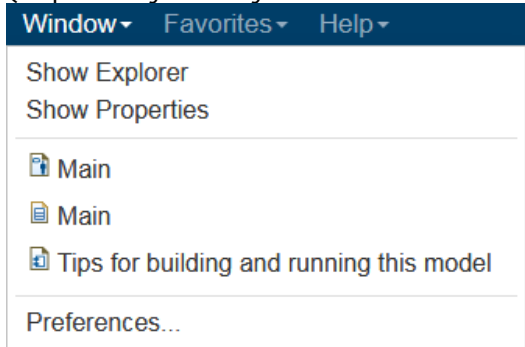 Window Favorites Help
Show Explorer
Show Properties
Main
Main
Tips for building and running this model
Preferences...